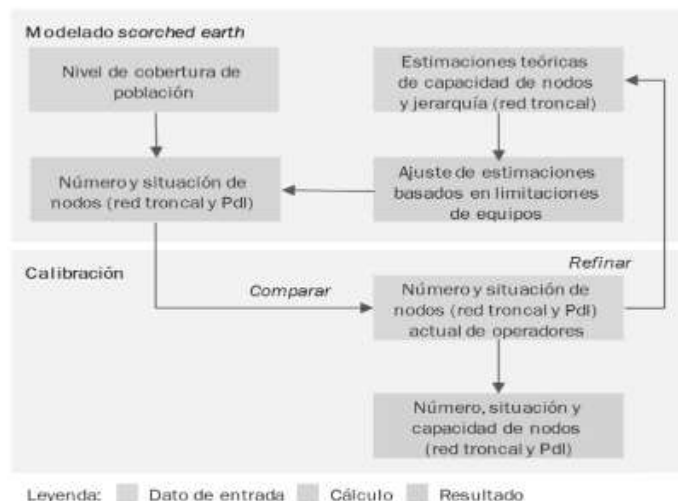 Modelado scorched earth
Nivel de cobertura de
población
Estimaciones teóricas
de capacidad de nodos
y jerarquía (red troncal)
Número y situación de
nodos (red troncal y PdI)
Ajuste de estimaciones
basados en limitaciones
de equipos
Calibración
Comparar
Refinar
Número y situación de
nodos (red troncal y PdI)
actual de operadores
Número, situación y
capacidad de nodos
(red troncal y PdI)
Leyenda: Dato de entrada Cálculo Resultado